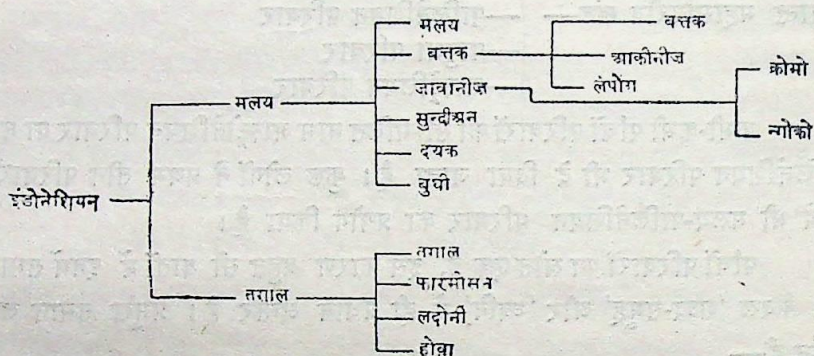 इंडोनेशियन
मलय
मलय
बत्तक
बत्तक
आकीनीज
लंपोंग
जावानीज़
क्रोमो
न्गोको
सुन्दीअन
दयक
बुघी
तगाल
तगाल
फारमोसन
लदोनी
होवा